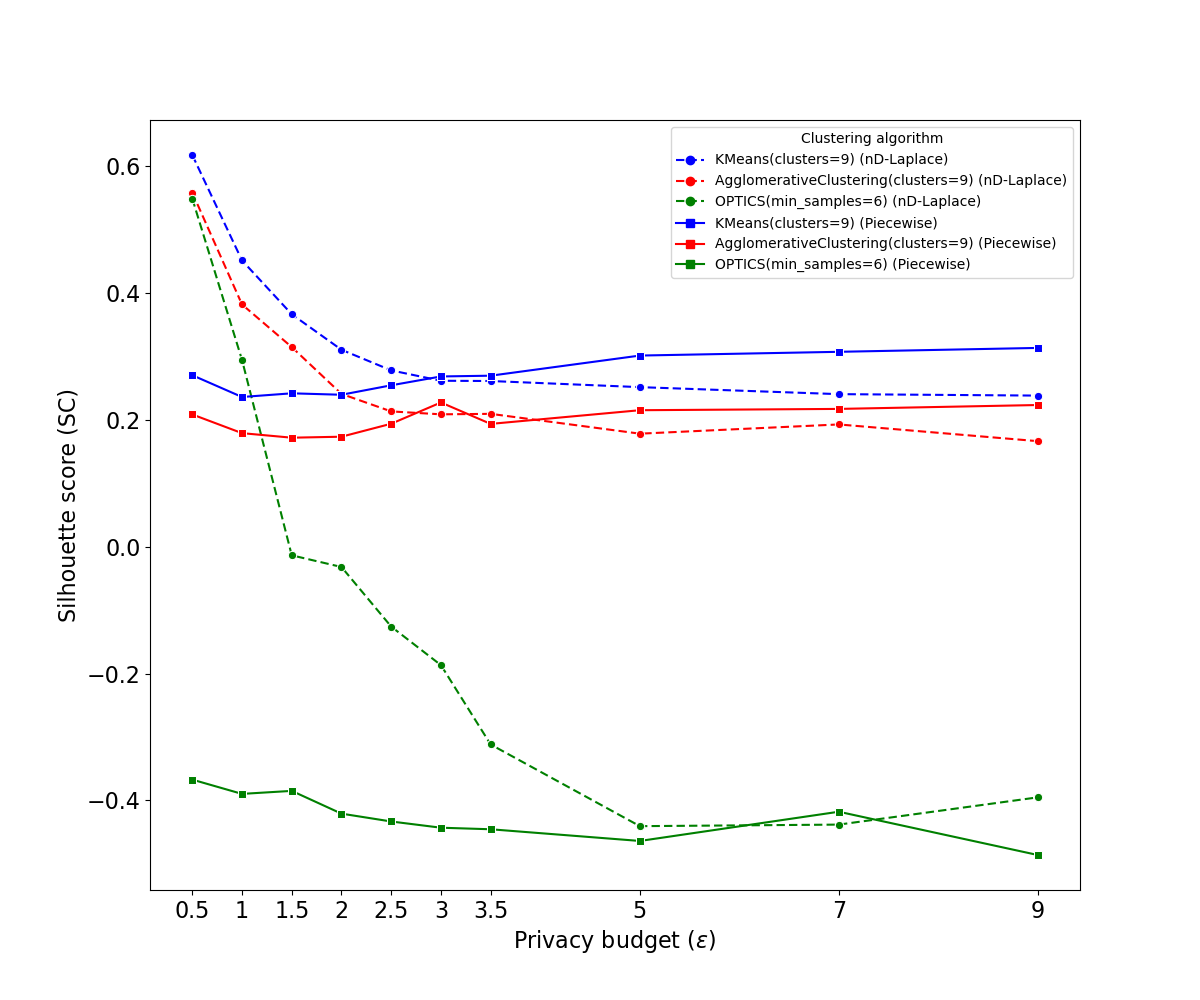 Clustering algorithm
KMeans(clusters=9) (nD-Laplace)
AgglomerativeClustering(clusters=9) (nD-Laplace)
OPTICS(min_samples=6) (nD-Laplace)
KMeans(clusters=9) (Piecewise)
AgglomerativeClustering(clusters=9) (Piecewise)
OPTICS(min_samples=6) (Piecewise)
Silhouette score (SC)
0.6
0.4
0.2
0.0
−0.2
−0.4
0.5 1 1.5 2 2.5 3 3.5 5 7 9
Privacy budget (ε)